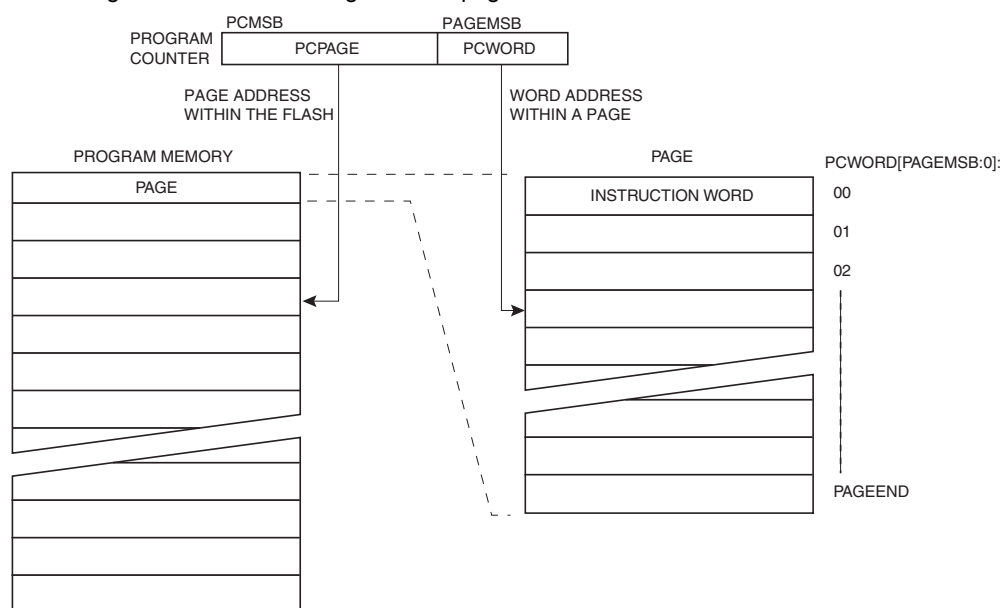 PCMSB PAGEMSB
PROGRAM
COUNTER
PCPAGE PCWORD
PAGE ADDRESS
WITHIN THE FLASH
WORD ADDRESS
WITHIN A PAGE
PROGRAM MEMORY
PAGE
PAGE
INSTRUCTION WORD
PCWORD[PAGEMSB:0]:
00
01
02
PAGEEND